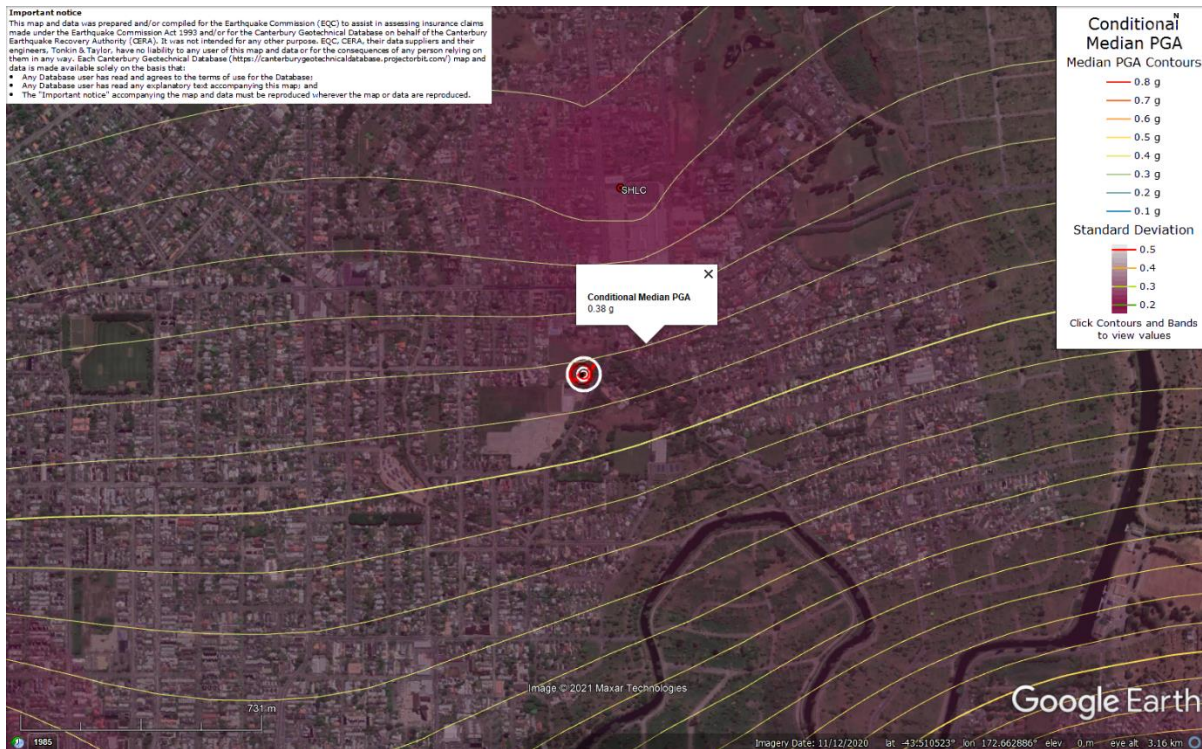 Important notice
This map and data was prepared and/or compiled for the Earthquake Commission (EQC) to assist in assessing insurance claims
made under the Earthquake Commission Act 1993 and/or for the Canterbury Geotechnical Database on behalf of the Canterbury
Earthquake Recovery Authority (CERA). It was not intended for any other purpose. EQC, CERA, their data suppliers and their
engineers, Tonkin & Taylor, have no liability to any user of this map and data or for the consequences of any person relying on
them in any way. Each Canterbury Geotechnical Database (https://canterburygeotechnicaldatabase.projectorbit.com/) map and
data is made available solely on the basis that:
▪ Any Database user has read and agrees to the terms of use for the Database;
▪ Any Database user has read any explanatory text accompanying this map; and
▪ The "Important notice" accompanying the map and data must be reproduced wherever the map or data are reproduced.
N
Conditional
Median PGA
Median PGA Contours
0.8 g
0.7 g
0.6 g
0.5 g
0.4 g
0.3 g
0.2 g
0.1 g
Standard Deviation
0.5
0.4
0.3
0.2
Click Contours and Bands
to view values
SHLC
Conditional Median PGA
0.38 g
Image © 2021 Maxar Technologies
Google Earth
731 m
1985
Imagery Date: 11/12/2020 lat -43.510523° lon 172.662886° elev 0 m eye alt 3.16 km